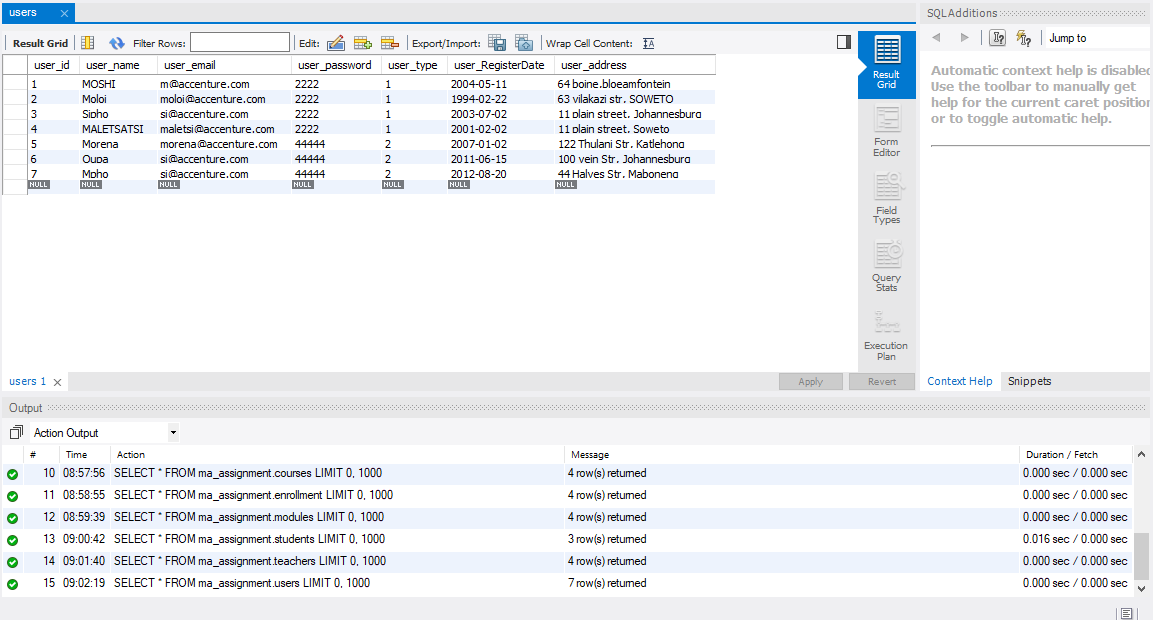 users
SQLAdditions
Result Grid Filter Rows: Edit: Export/Import: Wrap Cell Content:
Jump to
user_id user_name user_email user_password user_type user_RegisterDate user_address
1 MOSHI m@accenture.com 2222 1 2004-05-11 64 boine,bloeamfontein
2 Moloi moloi@accenture.com 2222 1 1994-02-22 63 vilakazi str, SOWETO
3 Sipho si@accenture.com 2222 1 2003-07-02 11 plain street, Johannesburg
4 MALETSATSI maletsi@accenture.com 2222 1 2001-02-02 11 plain street, Soweto
5 Morena morena@accenture.com 44444 2 2007-01-02 122 Thulani Str, Katlehong
6 Oupa si@accenture.com 44444 2 2011-06-15 100 vein Str, Johannesburg
7 Mpho si@accenture.com 44444 2 2012-08-20 44 Halves Str, Maboneng
NULL NULL NULL NULL NULL NULL NULL
Result
Grid
Form
Editor
Field
Types
Query
Stats
Execution
Plan
Automatic context help is disabled
Use the toolbar to manually get
help for the current caret position
or to toggle automatic help.
users 1
Apply Revert
Context Help Snippets
Output
Action Output
# Time Action Message Duration / Fetch
10 08:57:56 SELECT * FROM ma_assignment.courses LIMIT 0, 1000 4 row(s) returned 0.000 sec / 0.000 sec
11 08:58:55 SELECT * FROM ma_assignment.enrollment LIMIT 0, 1000 4 row(s) returned 0.000 sec / 0.000 sec
12 08:59:39 SELECT * FROM ma_assignment.modules LIMIT 0, 1000 4 row(s) returned 0.000 sec / 0.000 sec
13 09:00:42 SELECT * FROM ma_assignment.students LIMIT 0, 1000 3 row(s) returned 0.016 sec / 0.000 sec
14 09:01:40 SELECT * FROM ma_assignment.teachers LIMIT 0, 1000 4 row(s) returned 0.000 sec / 0.000 sec
15 09:02:19 SELECT * FROM ma_assignment.users LIMIT 0, 1000 7 row(s) returned 0.000 sec / 0.000 sec